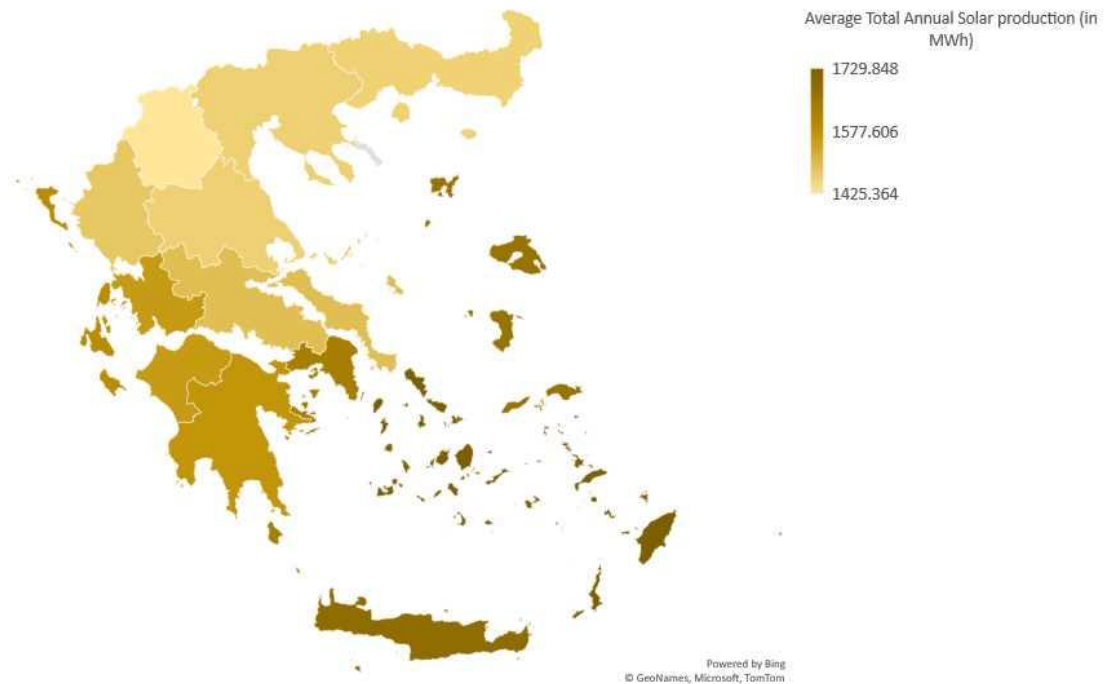 Average Total Annual Solar production (in
MWh)
1729.848
1577.606
1425.364
Powered by Bing
© GeoNames, Microsoft, TomTom